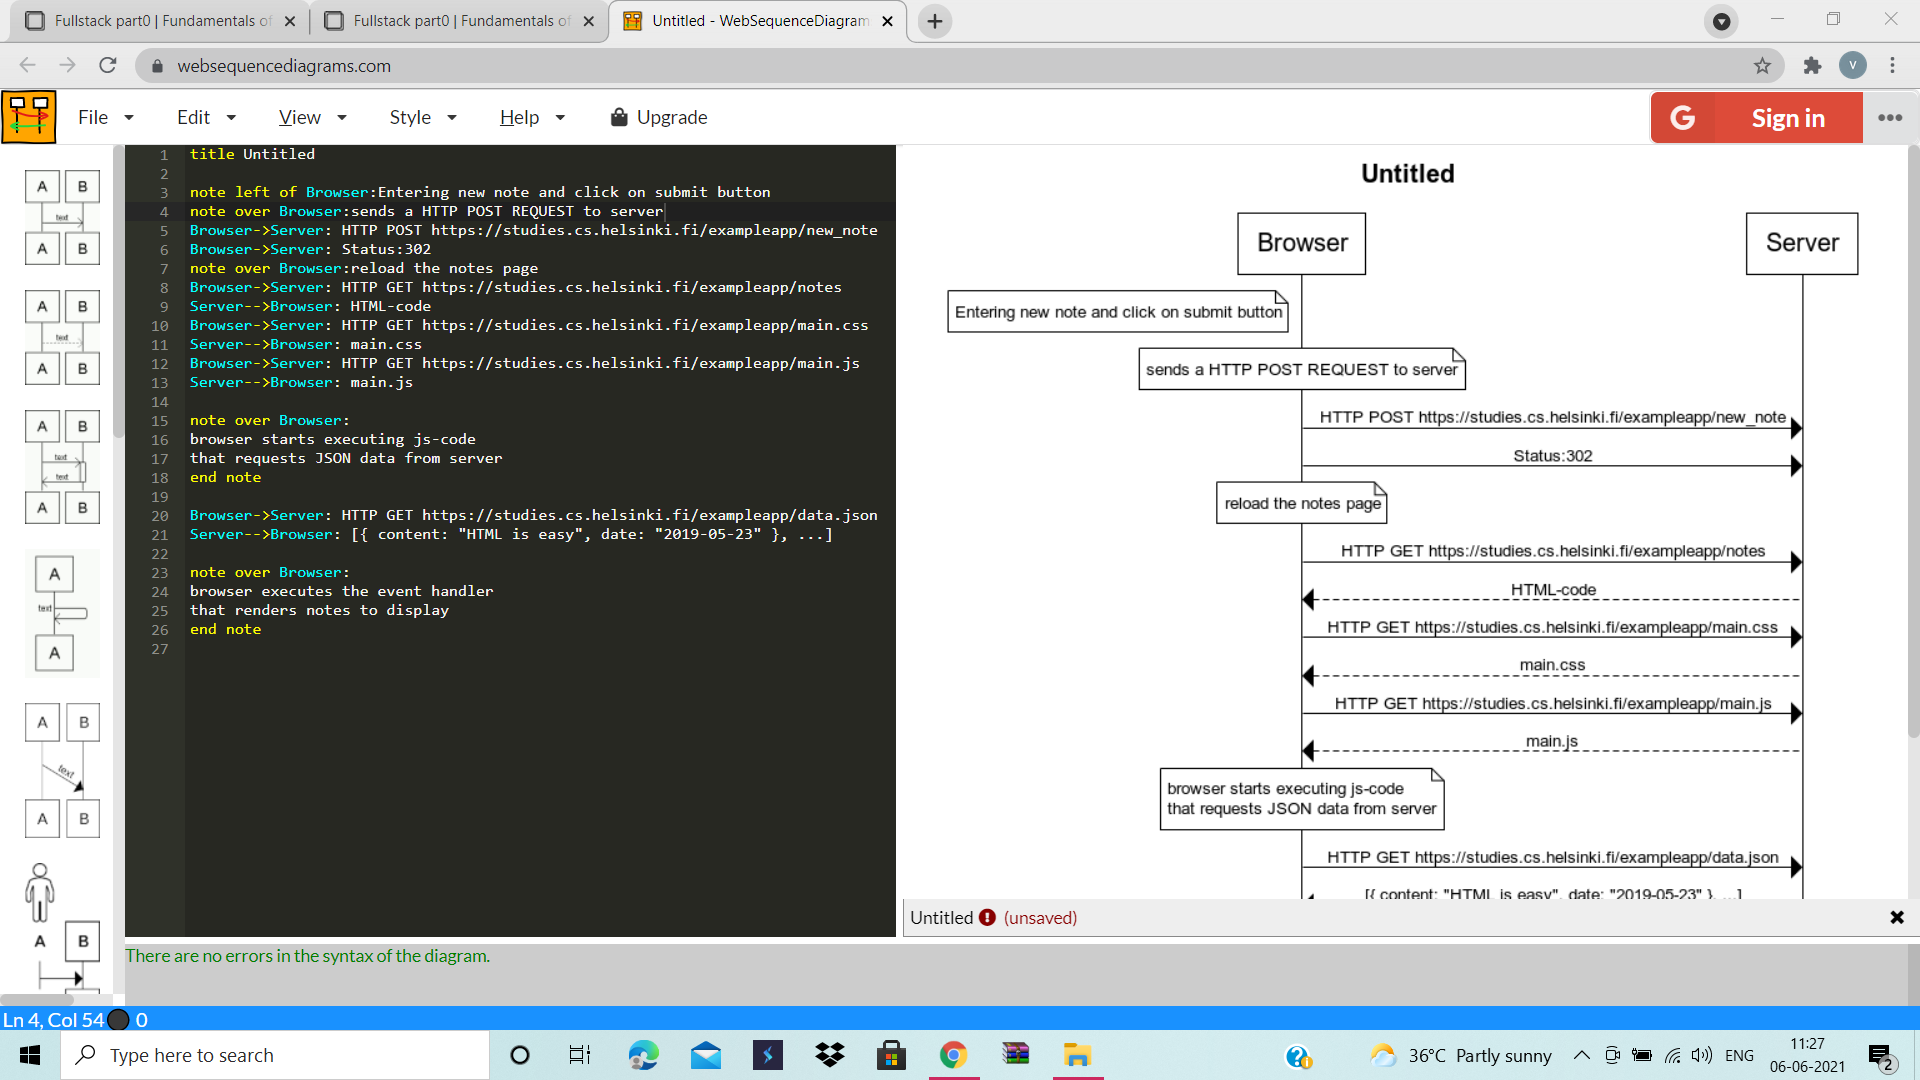 Fullstack part0 | Fundamentals of
Fullstack part0 | Fundamentals of
Untitled - WebSequenceDiagram
websequencediagrams.com
V
File
Edit
View
Style
Help
Upgrade
G Sign in
A B
text
A B
A B
text
A B
A B
text
text
A B
A
text
A
A B
text
A B
A B
1 title Untitled
2
3 note left of Browser:Entering new note and click on submit button
4 note over Browser:sends a HTTP POST REQUEST to server
5 Browser->Server: HTTP POST https://studies.cs.helsinki.fi/exampleapp/new_note
6 Browser->Server: Status:302
7 note over Browser:reload the notes page
8 Browser->Server: HTTP GET https://studies.cs.helsinki.fi/exampleapp/notes
9 Server-->Browser: HTML-code
10 Browser->Server: HTTP GET https://studies.cs.helsinki.fi/exampleapp/main.css
11 Server-->Browser: main.css
12 Browser->Server: HTTP GET https://studies.cs.helsinki.fi/exampleapp/main.js
13 Server-->Browser: main.js
14
15 note over Browser:
16 browser starts executing js-code
17 that requests JSON data from server
18 end note
19
20 Browser->Server: HTTP GET https://studies.cs.helsinki.fi/exampleapp/data.json
21 Server-->Browser: [{ content: "HTML is easy", date: "2019-05-23" }, ...]
22
23 note over Browser:
24 browser executes the event handler
25 that renders notes to display
26 end note
27
Untitled
Browser
Server
Entering new note and click on submit button
sends a HTTP POST REQUEST to server
HTTP POST https://studies.cs.helsinki.fi/exampleapp/new_note
Status:302
reload the notes page
HTTP GET https://studies.cs.helsinki.fi/exampleapp/notes
HTML-code
HTTP GET https://studies.cs.helsinki.fi/exampleapp/main.css
main.css
HTTP GET https://studies.cs.helsinki.fi/exampleapp/main.js
main.js
browser starts executing js-code
that requests JSON data from server
HTTP GET https://studies.cs.helsinki.fi/exampleapp/data.json
[{ content: "HTML is easy", date: "2019-05-23" }, ...]
Untitled (unsaved)
There are no errors in the syntax of the diagram.
Ln 4, Col 54 0
Type here to search
36°C Partly sunny
ENG
11:27
06-06-2021
2